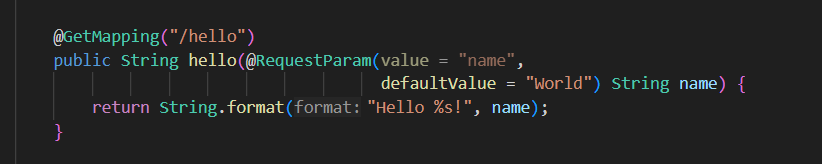 @GetMapping("/hello")
public String hello(@RequestParam(value = "name",
defaultValue = "World") String name) {
return String.format(format: "Hello %s!", name);
}